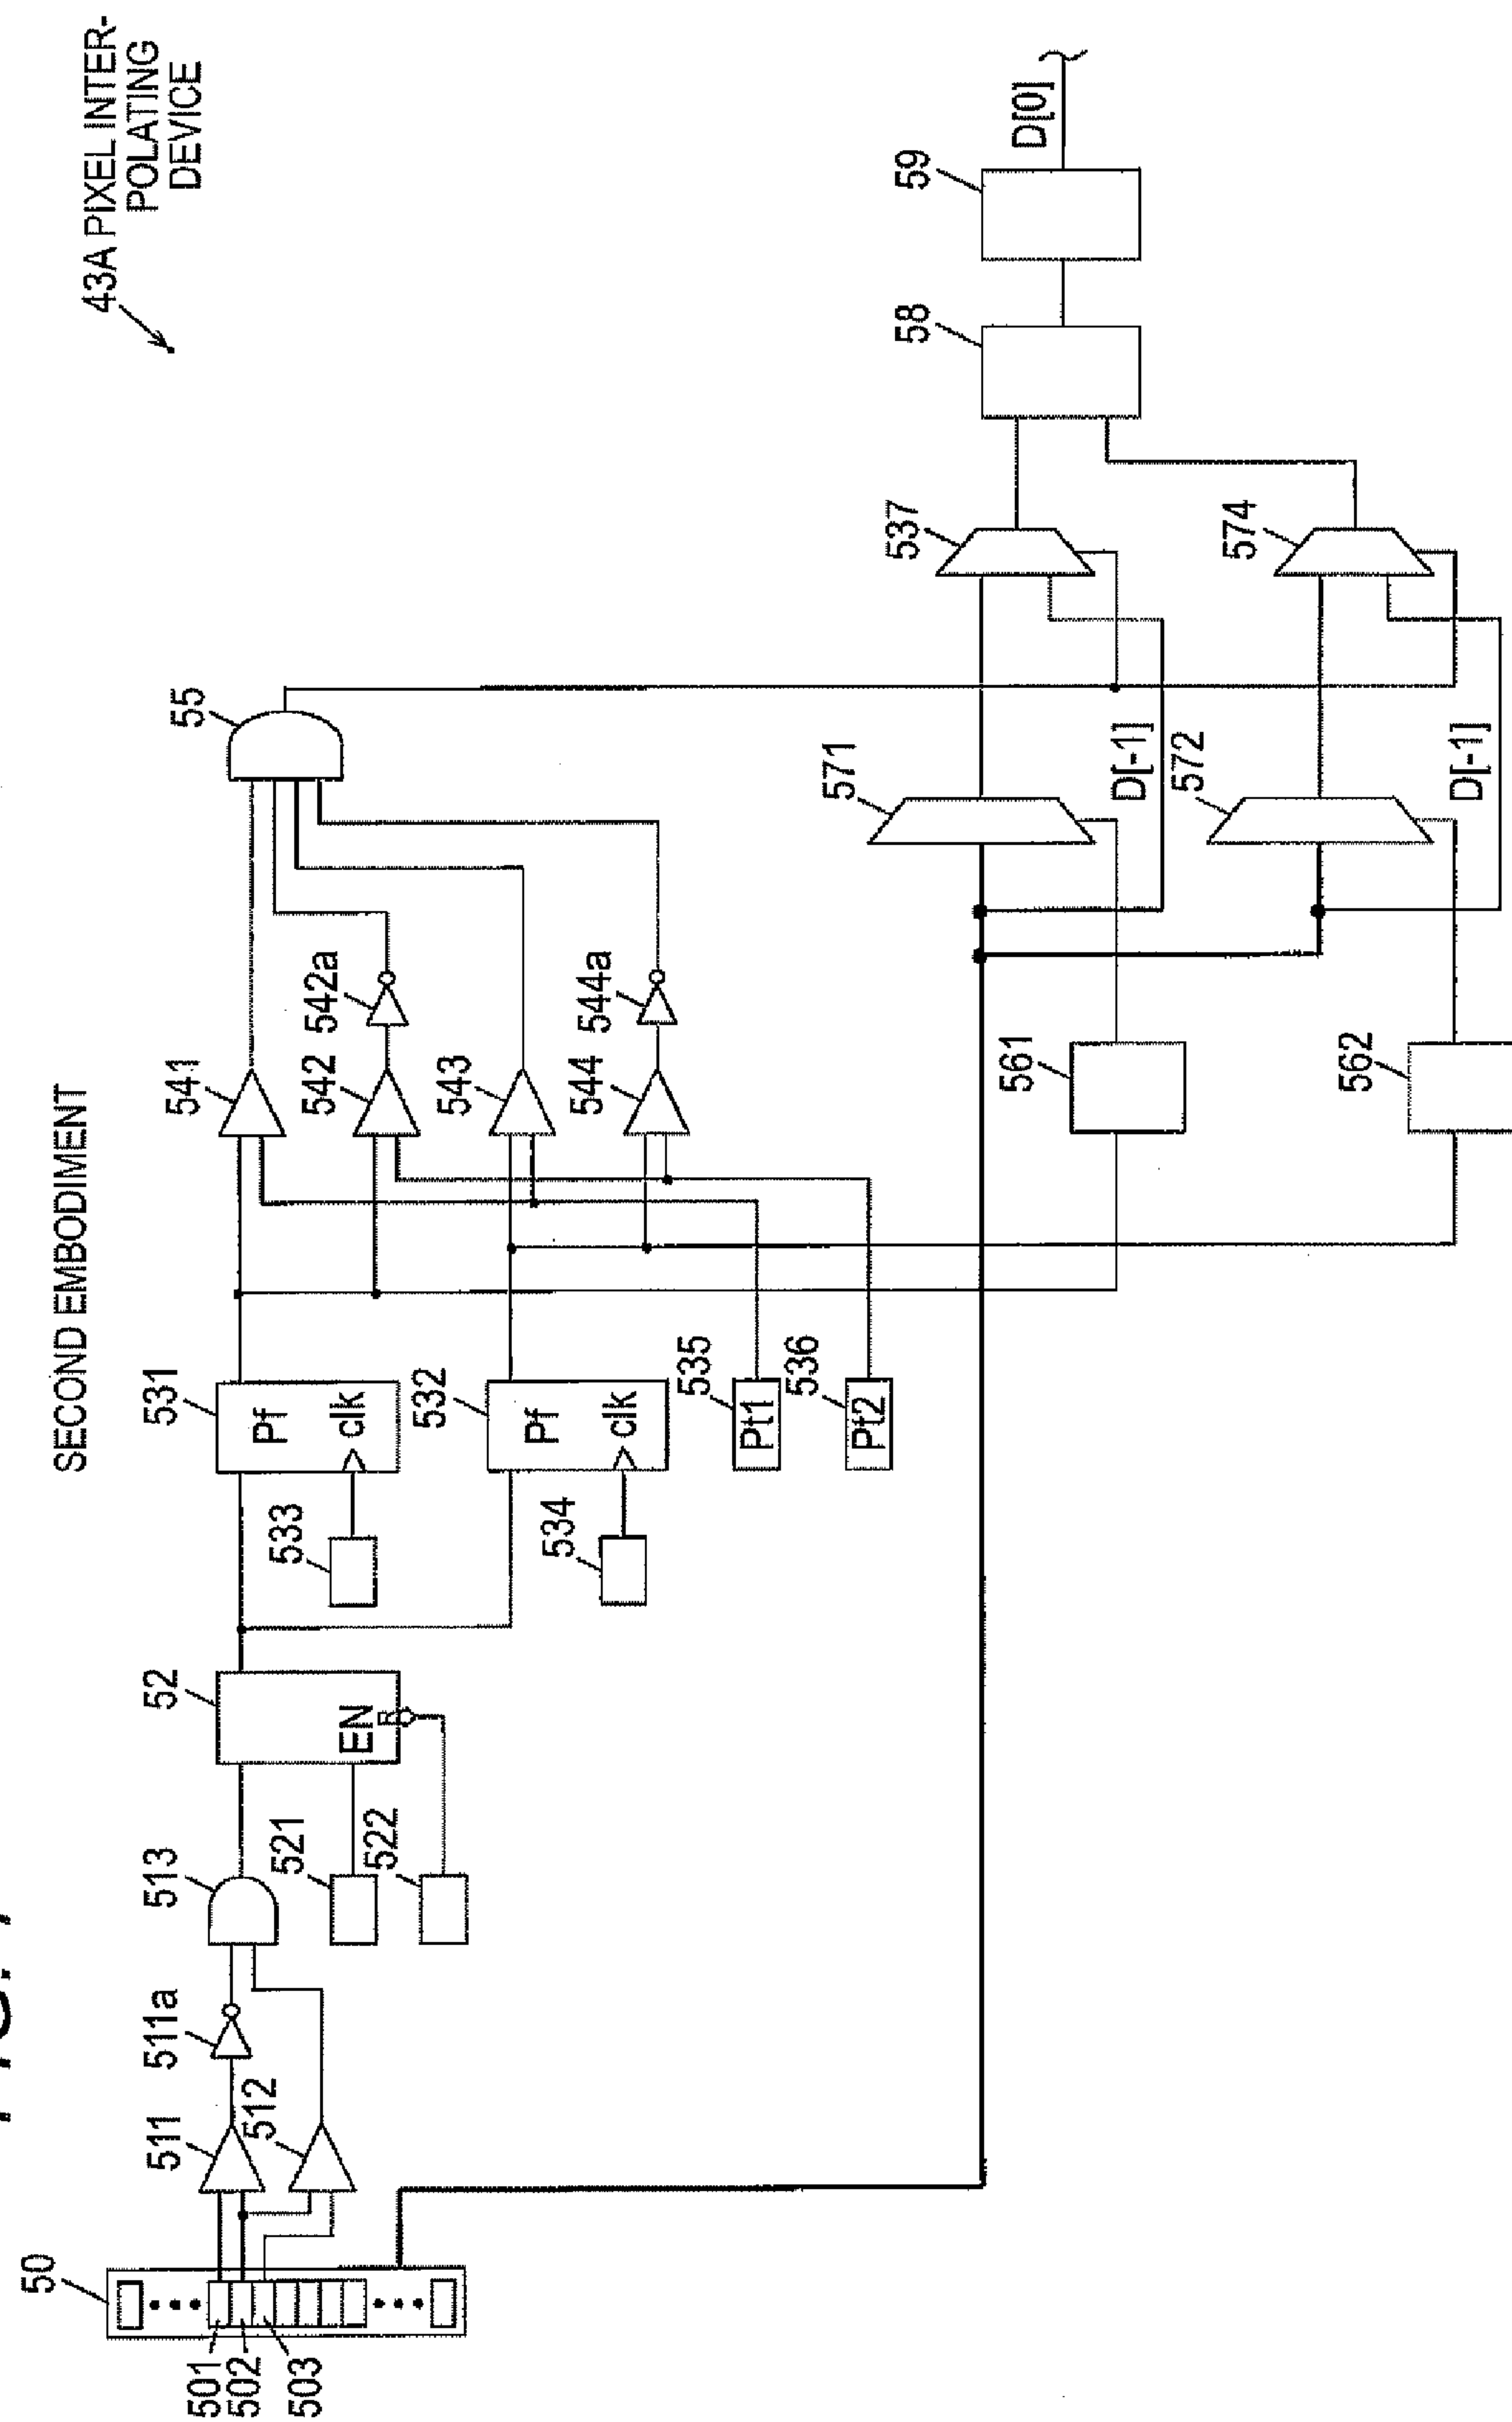 SECOND EMBODIMENT
43A PIXEL INTER-
POLATING
DEVICE
50
501
502
503
511
512
511a
513
521
522
52
EN
R
533
534
531
Pf
clk
532
Pf
clk
535
Pt1
536
Pt2
541
542
542a
543
544
544a
55
561
562
571
D[-1]
572
D[-1]
537
574
58
59
D[0]